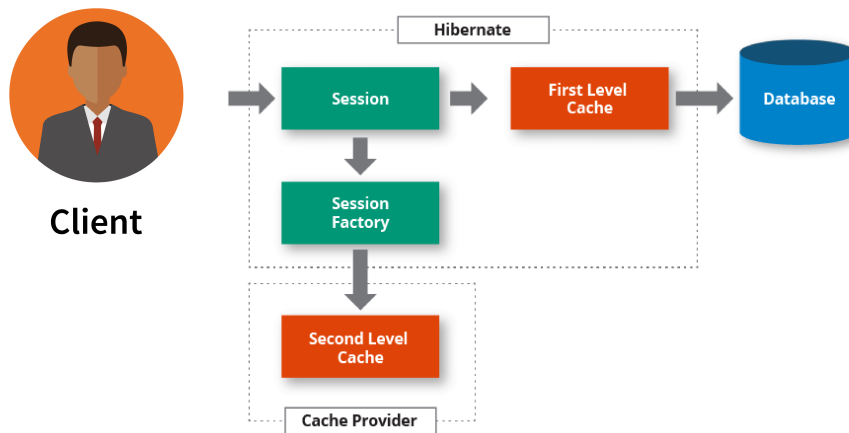 Hibernate
Session
First Level
Cache
Database
Client
Session
Factory
Second Level
Cache
Cache Provider